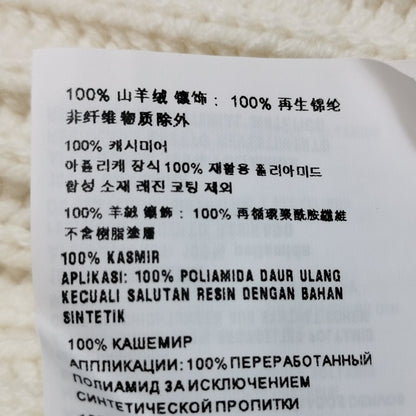 100% 山羊绒 镶饰： 100% 再生锦纶
非纤维物质除外
100% 캐시미어
아플리케 장식 100% 재활용 폴리아미드
합성 소재 레진 코팅 제외
100% 羊絨 鑲飾： 100% 再循環聚酰胺纖維
不含樹脂塗層
100% KASMIR
APLIKASI: 100% POLIAMIDA DAUR ULANG
KECUALI SALUTAN RESIN DENGAN BAHAN
SINTETIK
100% КАШЕМИР
АППЛИКАЦИИ: 100% ПЕРЕРАБОТАННЫЙ
ПОЛИАМИД ЗА ИСКЛЮЧЕНИЕМ
СИНТЕТИЧЕСКОЙ ПРОПИТКИ